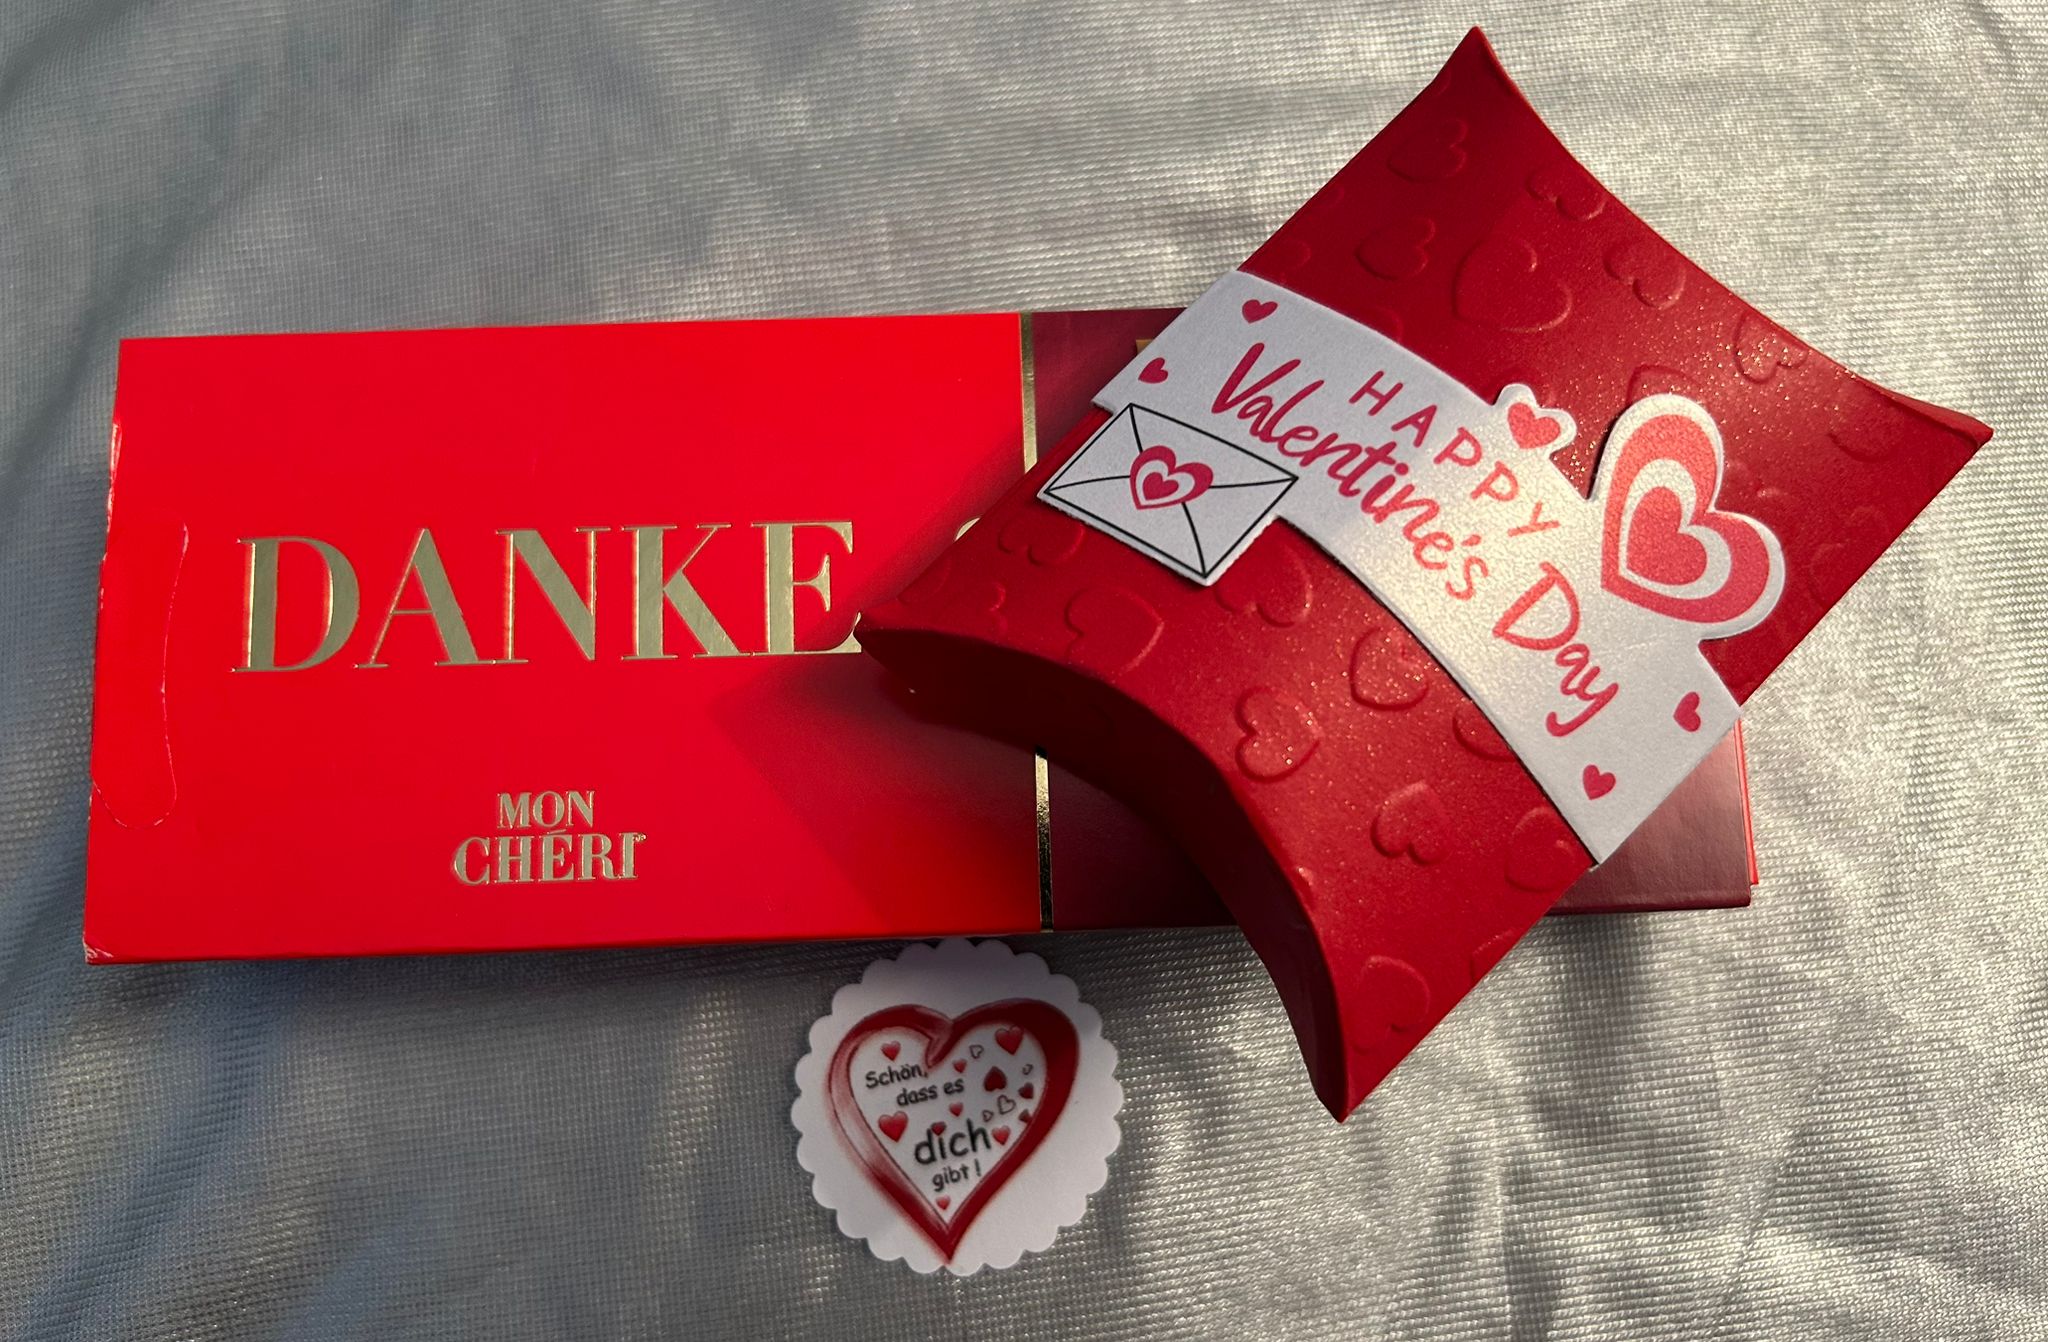 DANKE
MON
CHÉRI
HAPPY
Valentine's Day
Schön,
dass es
dich
gibt!